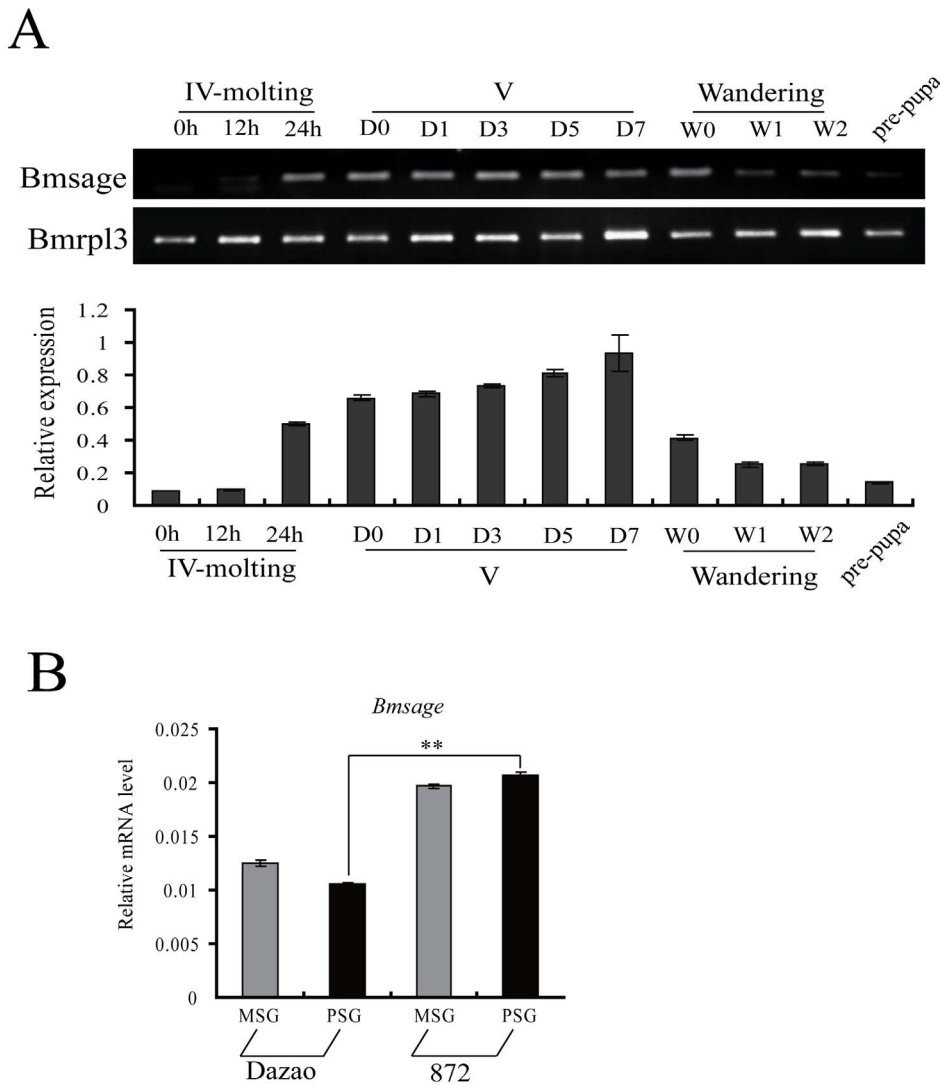 A
IV-molting V Wandering pre-pupa
0h 12h 24h D0 D1 D3 D5 D7 W0 W1 W2
Bmsage
Bmrpl3
Relative expression
1.2
1
0.8
0.6
0.4
0.2
0
0h 12h 24h D0 D1 D3 D5 D7 W0 W1 W2 pre-pupa
IV-molting V Wandering
B
Bmsage
Relative mRNA level
0.025
**
0.02
0.015
0.01
0.005
0
MSG PSG MSG PSG
Dazao 872